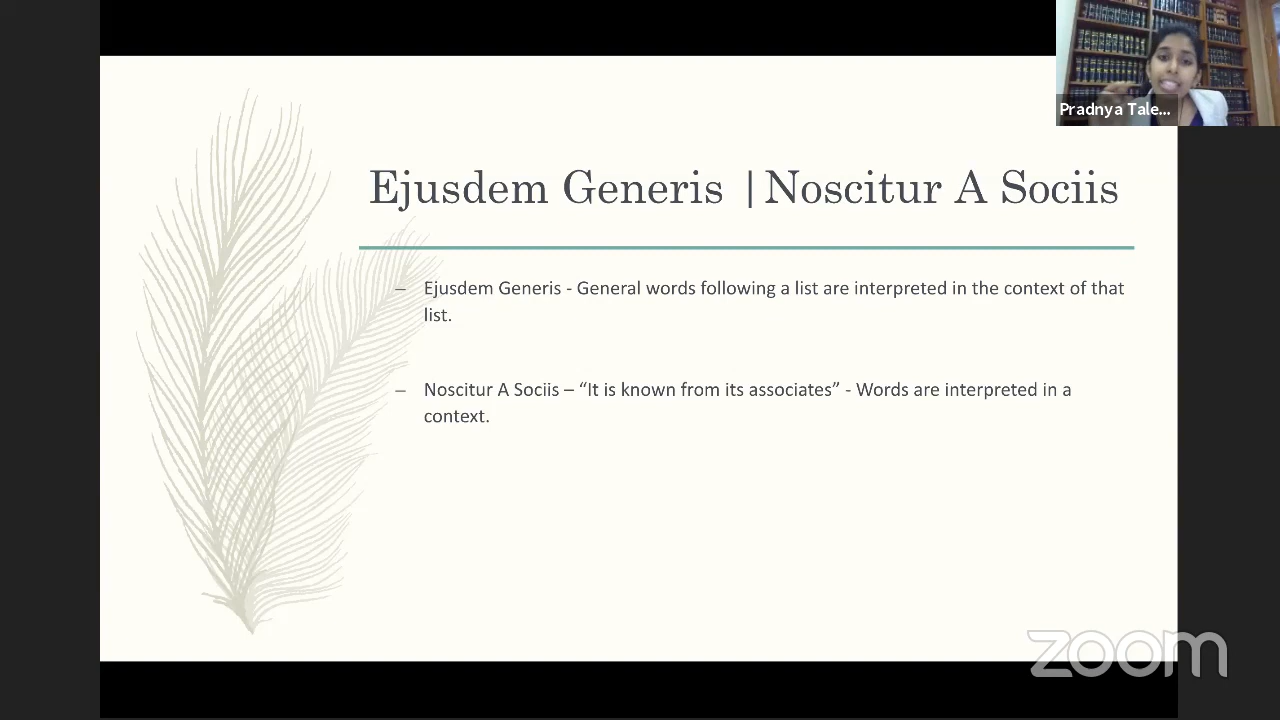 Pradnya Tale...
Ejusdem Generis | Noscitur A Sociis
– Ejusdem Generis - General words following a list are interpreted in the context of that
list.
– Noscitur A Sociis – “It is known from its associates” - Words are interpreted in a
context.
zoom